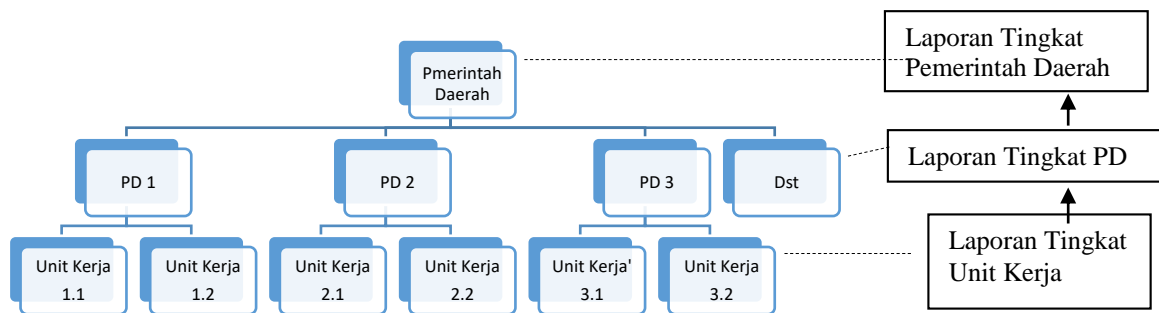 Pmerintah
Daerah
Laporan Tingkat
Pemerintah Daerah
PD 1
PD 2
PD 3
Dst
Laporan Tingkat PD
Unit Kerja
1.1
Unit Kerja
1.2
Unit Kerja
2.1
Unit Kerja
2.2
Unit Kerja'
3.1
Unit Kerja
3.2
Laporan Tingkat
Unit Kerja